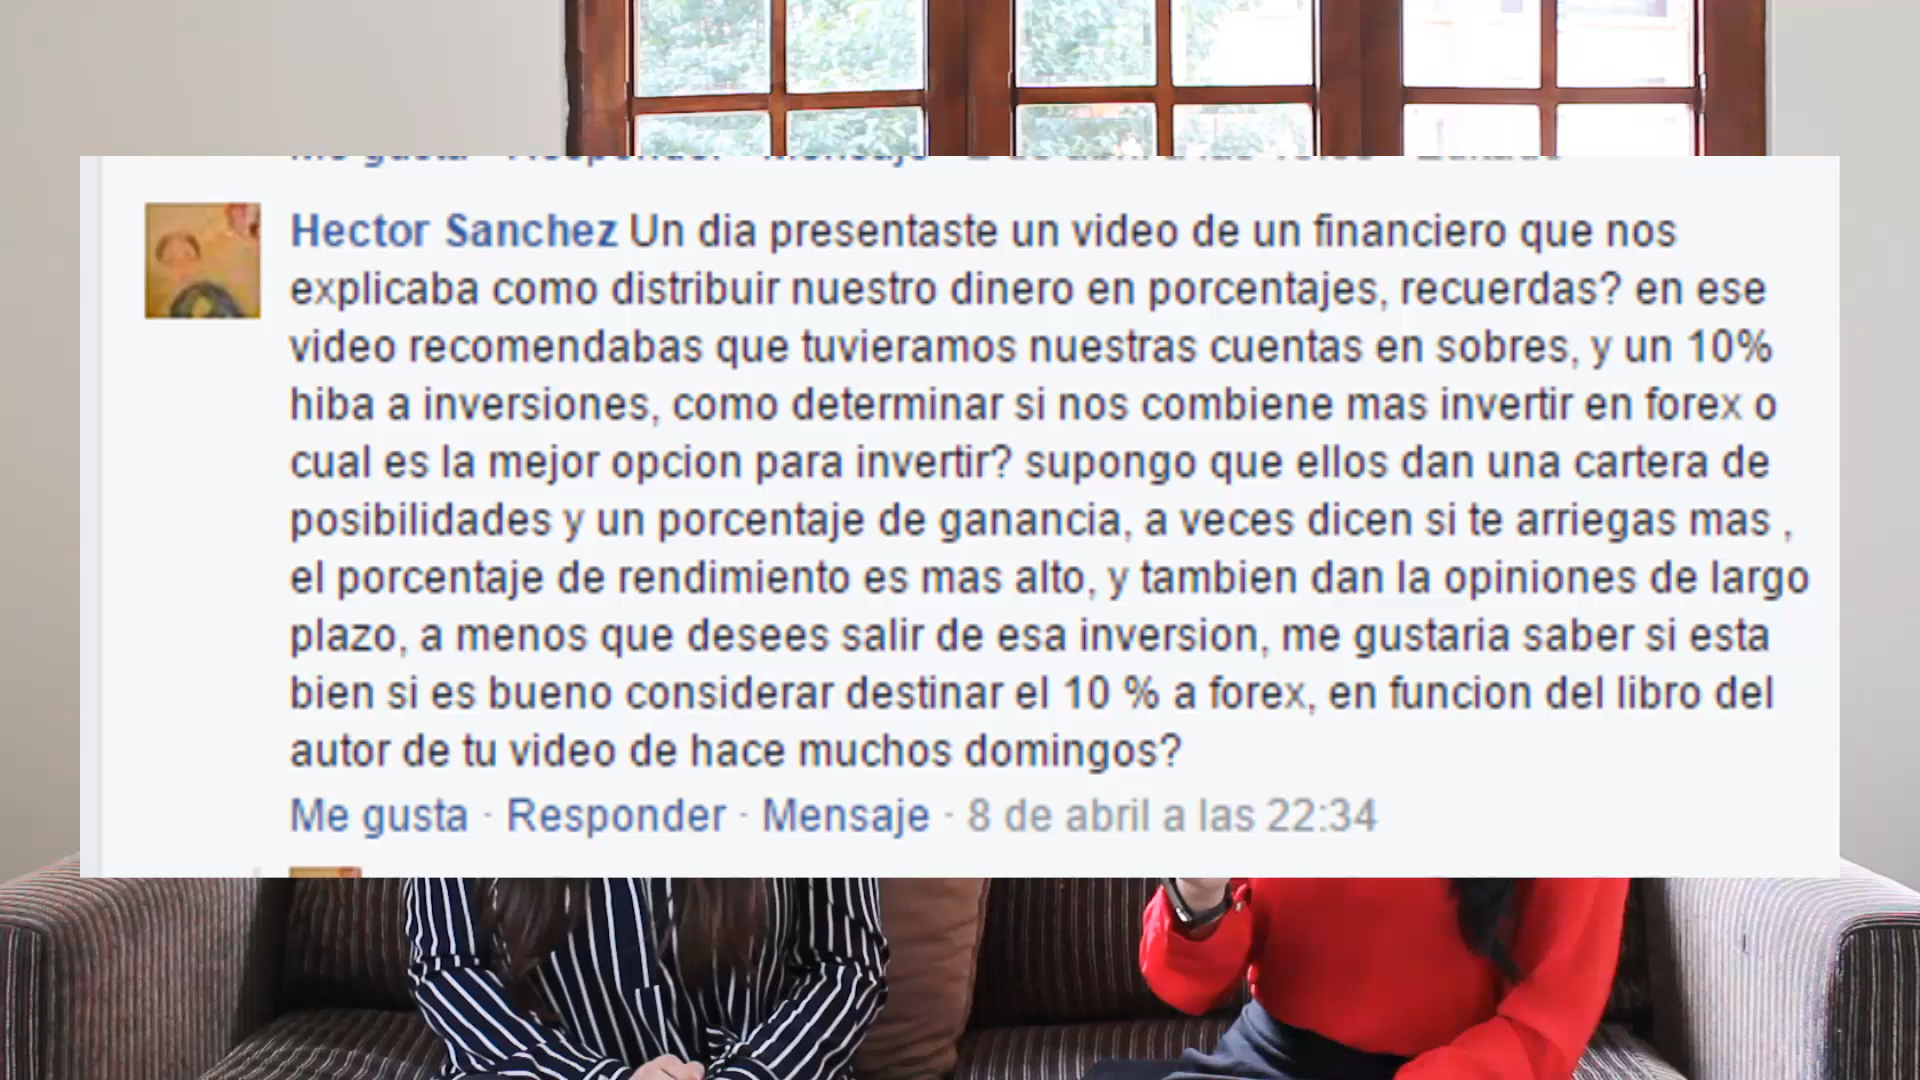 Hector Sanchez Un dia presentaste un video de un financiero que nos
explicaba como distribuir nuestro dinero en porcentajes, recuerdas? en ese
video recomendabas que tuvieramos nuestras cuentas en sobres, y un 10%
hiba a inversiones, como determinar si nos combiene mas invertir en forex o
cual es la mejor opcion para invertir? supongo que ellos dan una cartera de
posibilidades y un porcentaje de ganancia, a veces dicen si te arriegas mas ,
el porcentaje de rendimiento es mas alto, y tambien dan la opiniones de largo
plazo, a menos que desees salir de esa inversion, me gustaria saber si esta
bien si es bueno considerar destinar el 10 % a forex, en funcion del libro del
autor de tu video de hace muchos domingos?
Me gusta · Responder · Mensaje · 8 de abril a las 22:34